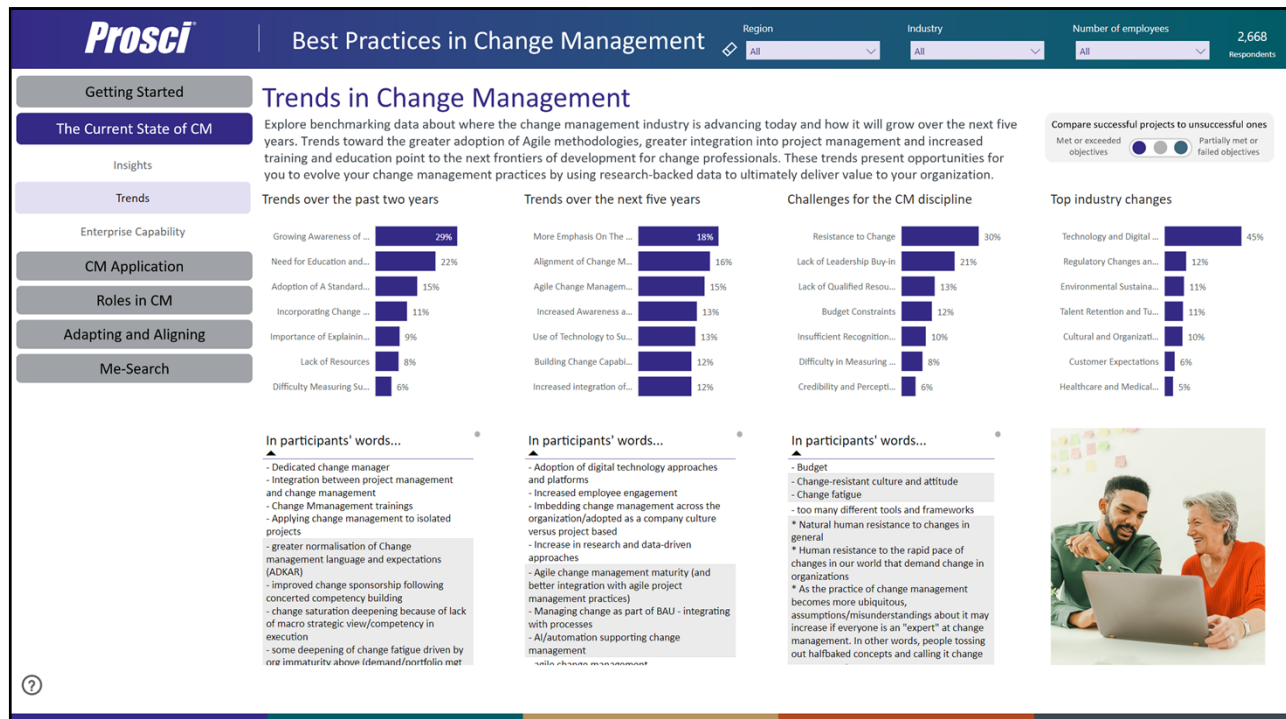 Prosci
Best Practices in Change Management
Region
All
Industry
All
Number of employees
All
2,668
Respondents
Getting Started
The Current State of CM
Insights
Trends
Enterprise Capability
CM Application
Roles in CM
Adapting and Aligning
Me-Search
Trends in Change Management
Explore benchmarking data about where the change management industry is advancing today and how it will grow over the next five
years. Trends toward the greater adoption of Agile methodologies, greater integration into project management and increased
training and education point to the next frontiers of development for change professionals. These trends present opportunities for
you to evolve your change management practices by using research-backed data to ultimately deliver value to your organization.
Compare successful projects to unsuccessful ones
Met or exceeded
objectives
Partially met or
failed objectives
Trends over the past two years
Growing Awareness of ... 29%
Need for Education and... 22%
Adoption of A Standard... 15%
Incorporating Change ... 11%
Importance of Explainin... 9%
Lack of Resources 8%
Difficulty Measuring Su... 6%
Trends over the next five years
More Emphasis On The ... 18%
Alignment of Change M... 16%
Agile Change Managem... 15%
Increased Awareness a... 13%
Use of Technology to Su... 13%
Building Change Capabi... 12%
Increased integration of... 12%
Challenges for the CM discipline
Resistance to Change 30%
Lack of Leadership Buy-in 21%
Lack of Qualified Resou... 13%
Budget Constraints 12%
Insufficient Recognition... 10%
Difficulty in Measuring ... 8%
Credibility and Percepti... 6%
Top industry changes
Technology and Digital ... 45%
Regulatory Changes an... 12%
Environmental Sustaina... 11%
Talent Retention and Tu... 11%
Cultural and Organizati... 10%
Customer Expectations 6%
Healthcare and Medical... 5%
In participants' words...
- Dedicated change manager
- Integration between project management
and change management
- Change Mmanagement trainings
- Applying change management to isolated
projects
- greater normalisation of Change
management language and expectations
(ADKAR)
- improved change sponsorship following
concerted competency building
- change saturation deepening because of lack
of macro strategic view/competency in
execution
- some deepening of change fatigue driven by
org immaturity above (demand/portfolio mgt
In participants' words...
- Adoption of digital technology approaches
and platforms
- Increased employee engagement
- Imbedding change management across the
organization/adopted as a company culture
versus project based
- Increase in research and data-driven
approaches
- Agile change management maturity (and
better integration with agile project
management practices)
- Managing change as part of BAU - integrating
with processes
- AI/automation supporting change
management
- agile change management
In participants' words...
- Budget
- Change-resistant culture and attitude
- Change fatigue
- too many different tools and frameworks
* Natural human resistance to changes in
general
* Human resistance to the rapid pace of
changes in our world that demand change in
organizations
* As the practice of change management
becomes more ubiquitous,
assumptions/misunderstandings about it may
increase if everyone is an "expert" at change
management. In other words, people tossing
out halfbaked concepts and calling it change
?